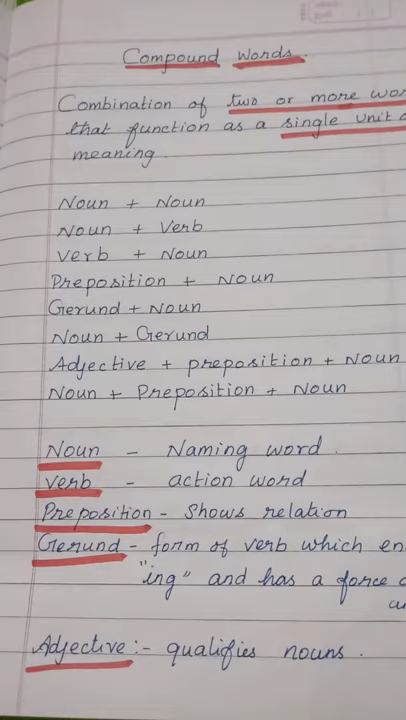 Compound Words.
Combination of two or more
that function as a single unit
meaning
Noun + Noun
Noun + Verb
verb + Noun
Preposition + Noun
Gerund + Noun
Noun + Gerund
Adjective + preposition + Noun
Noun + Preposition + Noun
Noun - Naming word.
Verb - action word
Preposition - Shows relation
Gerund - form of verb which en
"ing" and has a force
Adjective :- qualifies nouns.